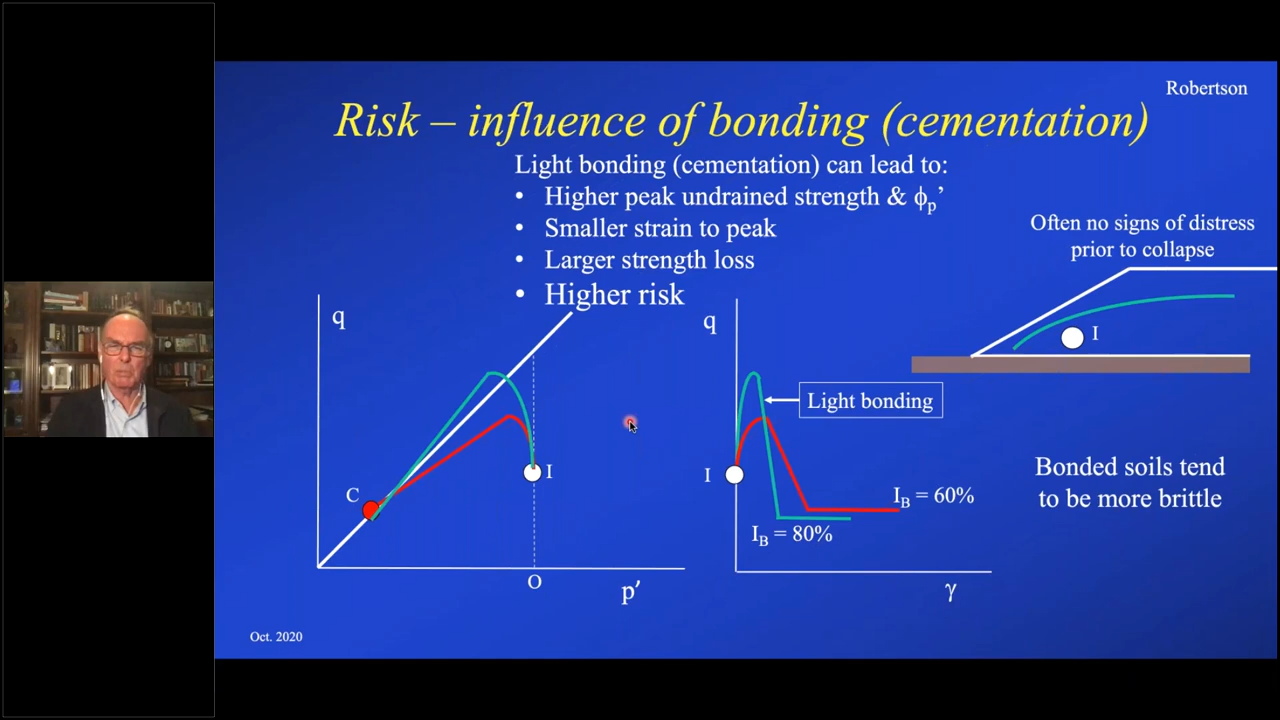 Robertson
Risk – influence of bonding (cementation)
Light bonding (cementation) can lead to:
• Higher peak undrained strength & ϕp’
• Smaller strain to peak
• Larger strength loss
• Higher risk
Often no signs of distress
prior to collapse
I
q
C
I
O
p’
q
Light bonding
I
IB = 60%
IB = 80%
γ
Bonded soils tend
to be more brittle
Oct. 2020